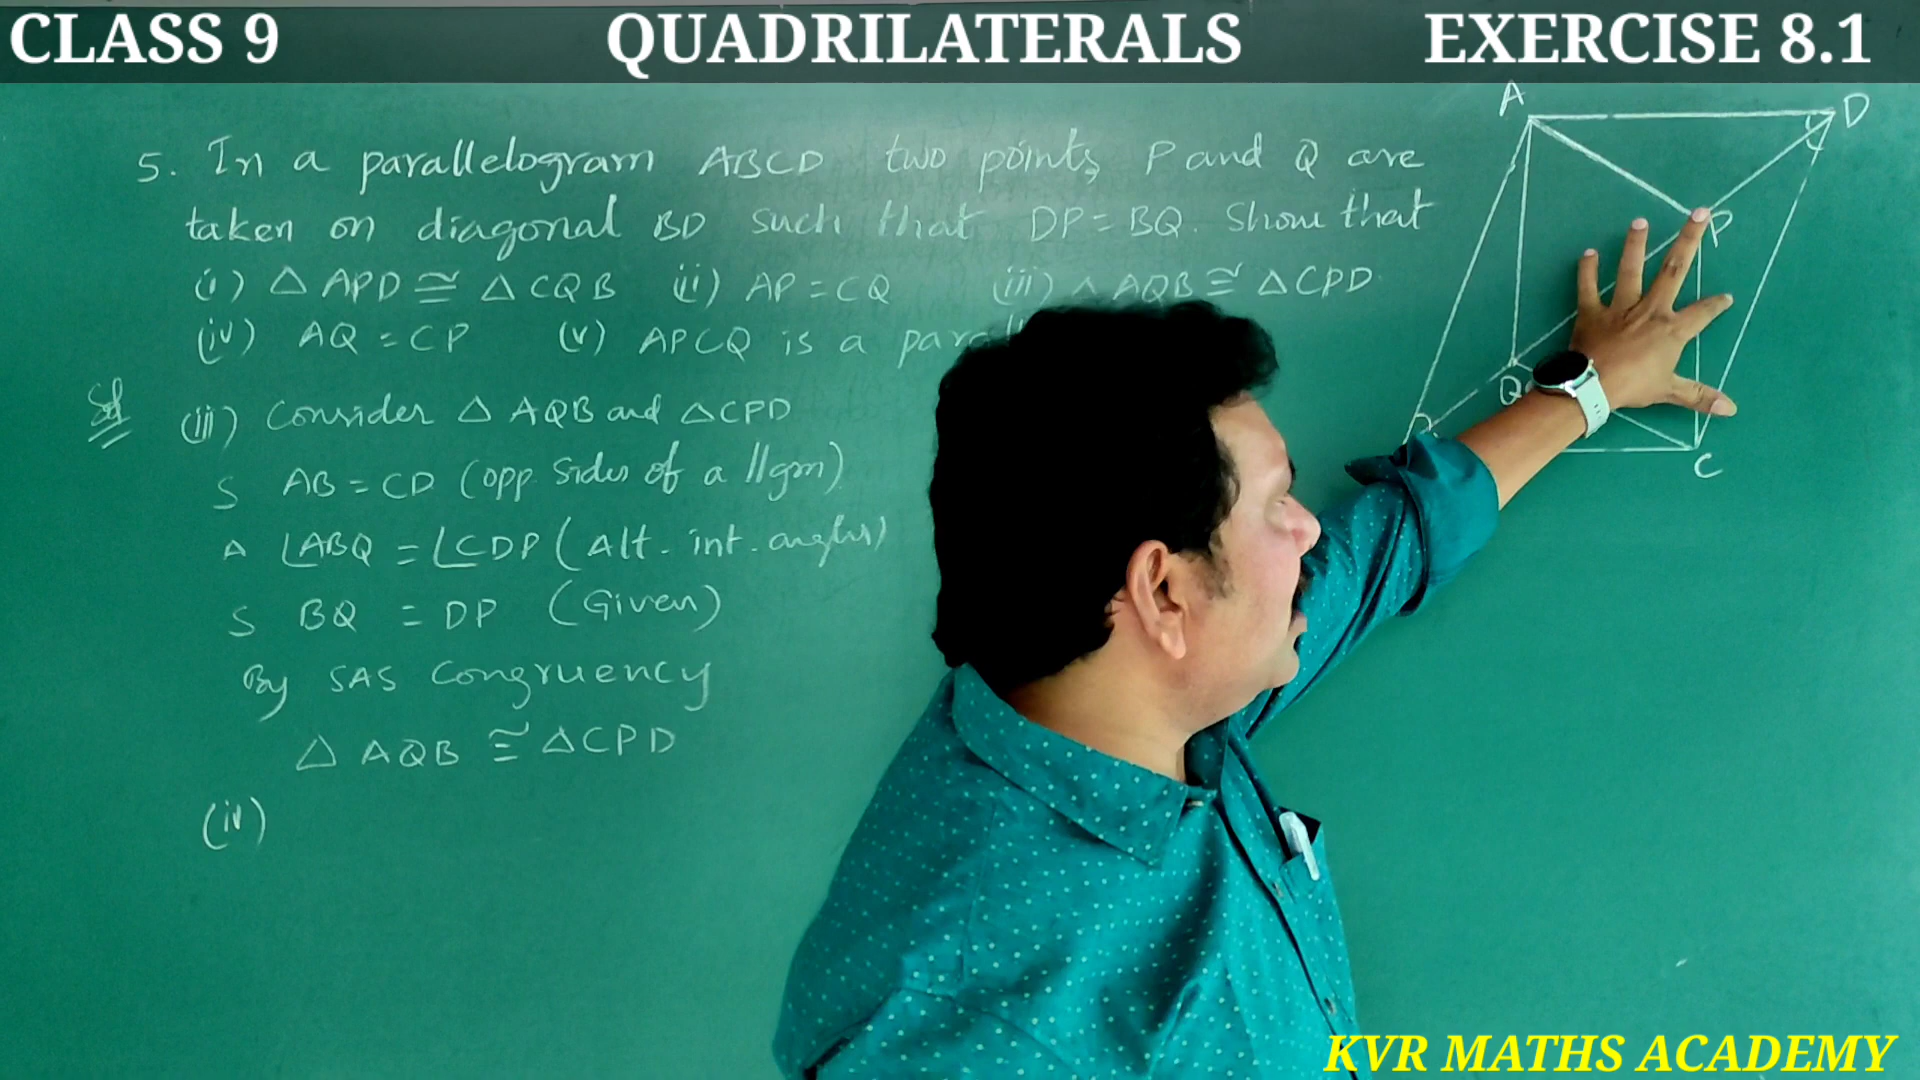 CLASS 9 QUADRILATERALS EXERCISE 8.1
5. In a parallelogram ABCD two points P and Q are
taken on diagonal BD such that DP = BQ. Show that
(i) △ APD ≅ △ CQB (ii) AP = CQ (iii) △ AQB ≅ △ CPD
(iv) AQ = CP (v) APCQ is a
Sol (iii) Consider △ AQB and △ CPD
S AB = CD (opp. sides of a ||gm)
A ∠ABQ = ∠CDP (Alt. int. angles)
S BQ = DP (Given)
By SAS Congruency
△ AQB ≅ △ CPD
(iv)
A D
P
Q
C
KVR MATHS ACADEMY